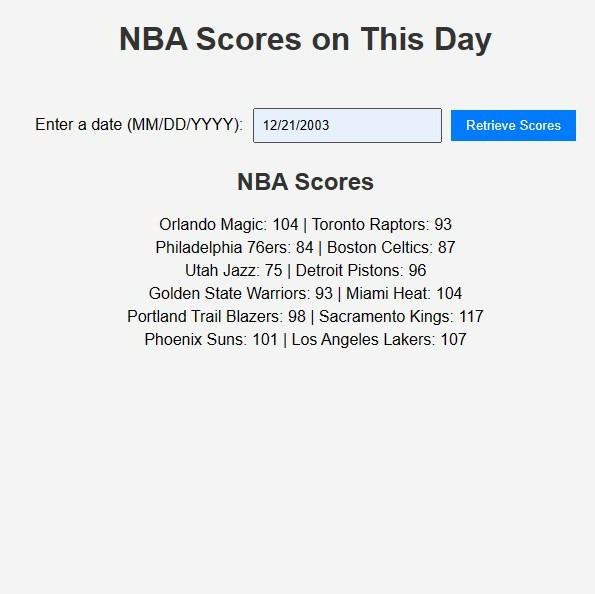 NBA Scores on This Day
Enter a date (MM/DD/YYYY): 12/21/2003 Retrieve Scores
NBA Scores
Orlando Magic: 104 | Toronto Raptors: 93
Philadelphia 76ers: 84 | Boston Celtics: 87
Utah Jazz: 75 | Detroit Pistons: 96
Golden State Warriors: 93 | Miami Heat: 104
Portland Trail Blazers: 98 | Sacramento Kings: 117
Phoenix Suns: 101 | Los Angeles Lakers: 107